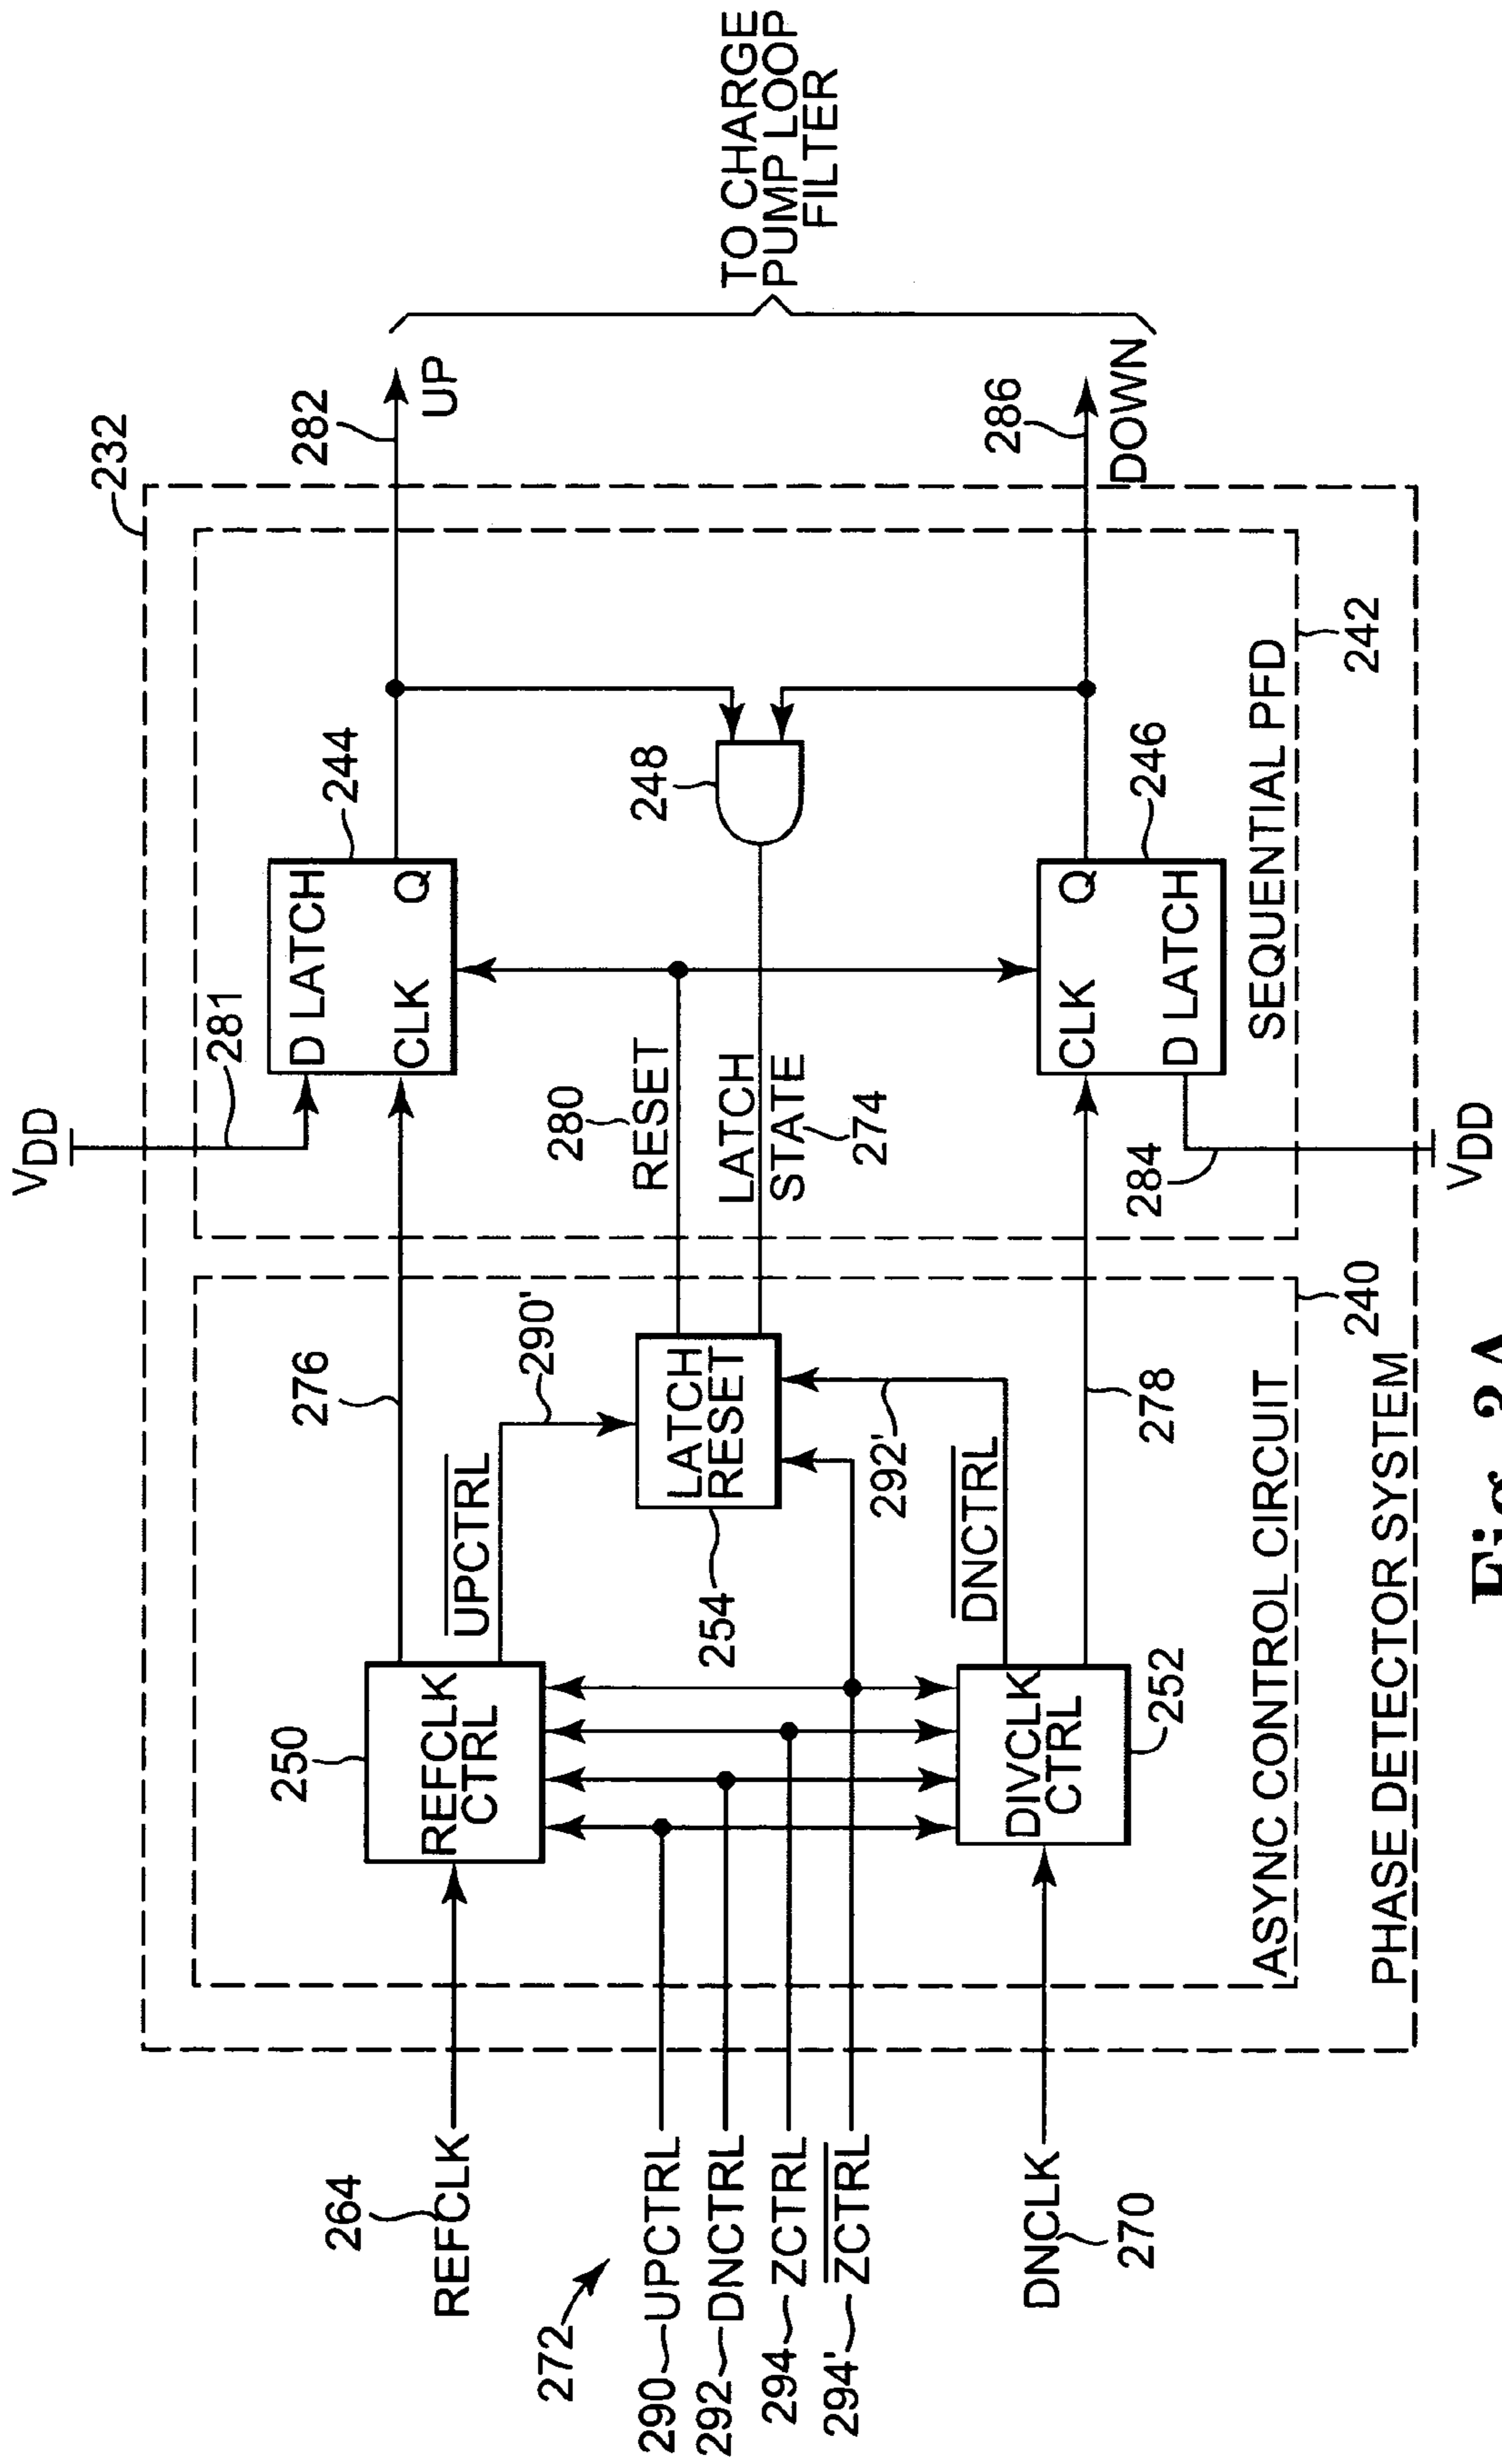 232
V_DD
281
244
D LATCH
CLK Q
282
UP
264
REFCLK
250
REFCLK
CTRL
276
UPCTRL
290'
280
RESET
LATCH
STATE
274
248
TO CHARGE
PUMP LOOP
FILTER
272
290 UPCTRL
292 DNCTRL
294 ZCTRL
294' ZCTRL
254
LATCH
RESET
292'
DNCTRL
286
DOWN
DNCLK
270
DIVCLK
CTRL
252
278
284
CLK Q
D LATCH
246
V_DD
ASYNC CONTROL CIRCUIT
240
SEQUENTIAL PFD
242
PHASE DETECTOR SYSTEM